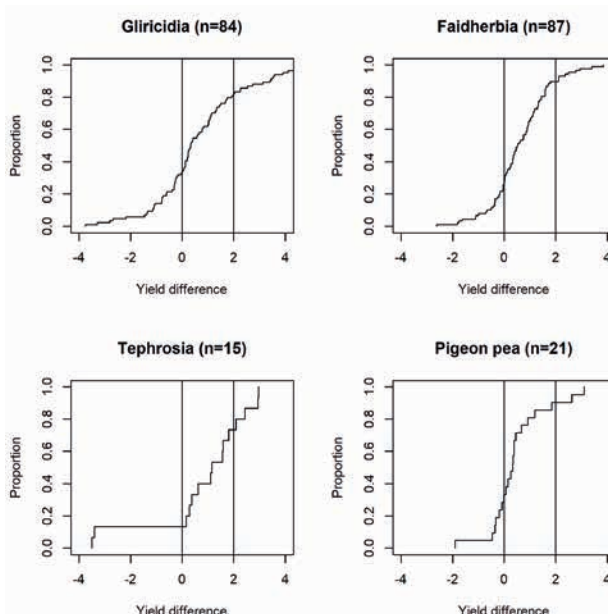 Gliricidia (n=84)
Proportion
0.0 0.2 0.4 0.6 0.8 1.0
-4 -2 0 2 4
Yield difference
Faidherbia (n=87)
Proportion
0.0 0.2 0.4 0.6 0.8 1.0
-4 -2 0 2 4
Yield difference
Tephrosia (n=15)
Proportion
0.0 0.2 0.4 0.6 0.8 1.0
-4 -2 0 2 4
Yield difference
Pigeon pea (n=21)
Proportion
0.0 0.2 0.4 0.6 0.8 1.0
-4 -2 0 2 4
Yield difference